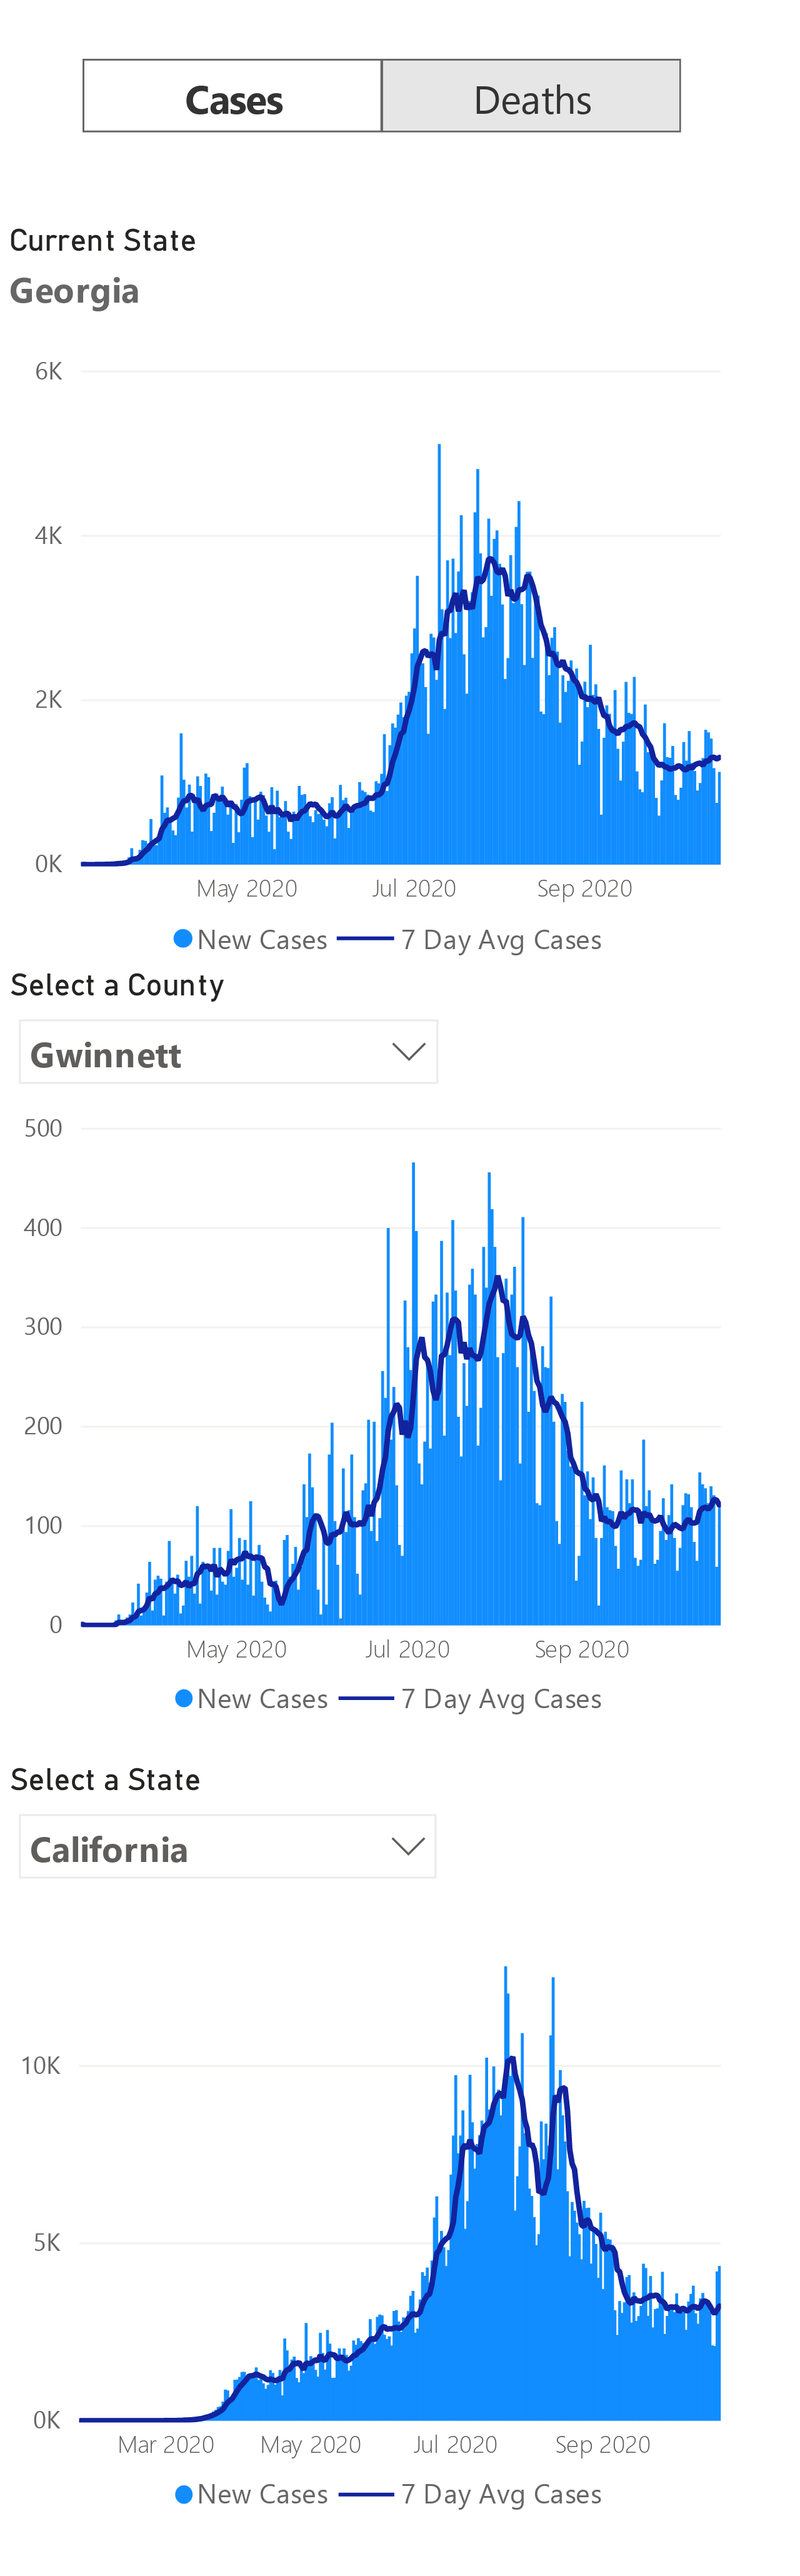 Cases Deaths
Current State
Georgia
6K
4K
2K
0K
May 2020 Jul 2020 Sep 2020
New Cases 7 Day Avg Cases
Select a County
Gwinnett
500
400
300
200
100
0
May 2020 Jul 2020 Sep 2020
New Cases 7 Day Avg Cases
Select a State
California
10K
5K
0K
Mar 2020 May 2020 Jul 2020 Sep 2020
New Cases 7 Day Avg Cases